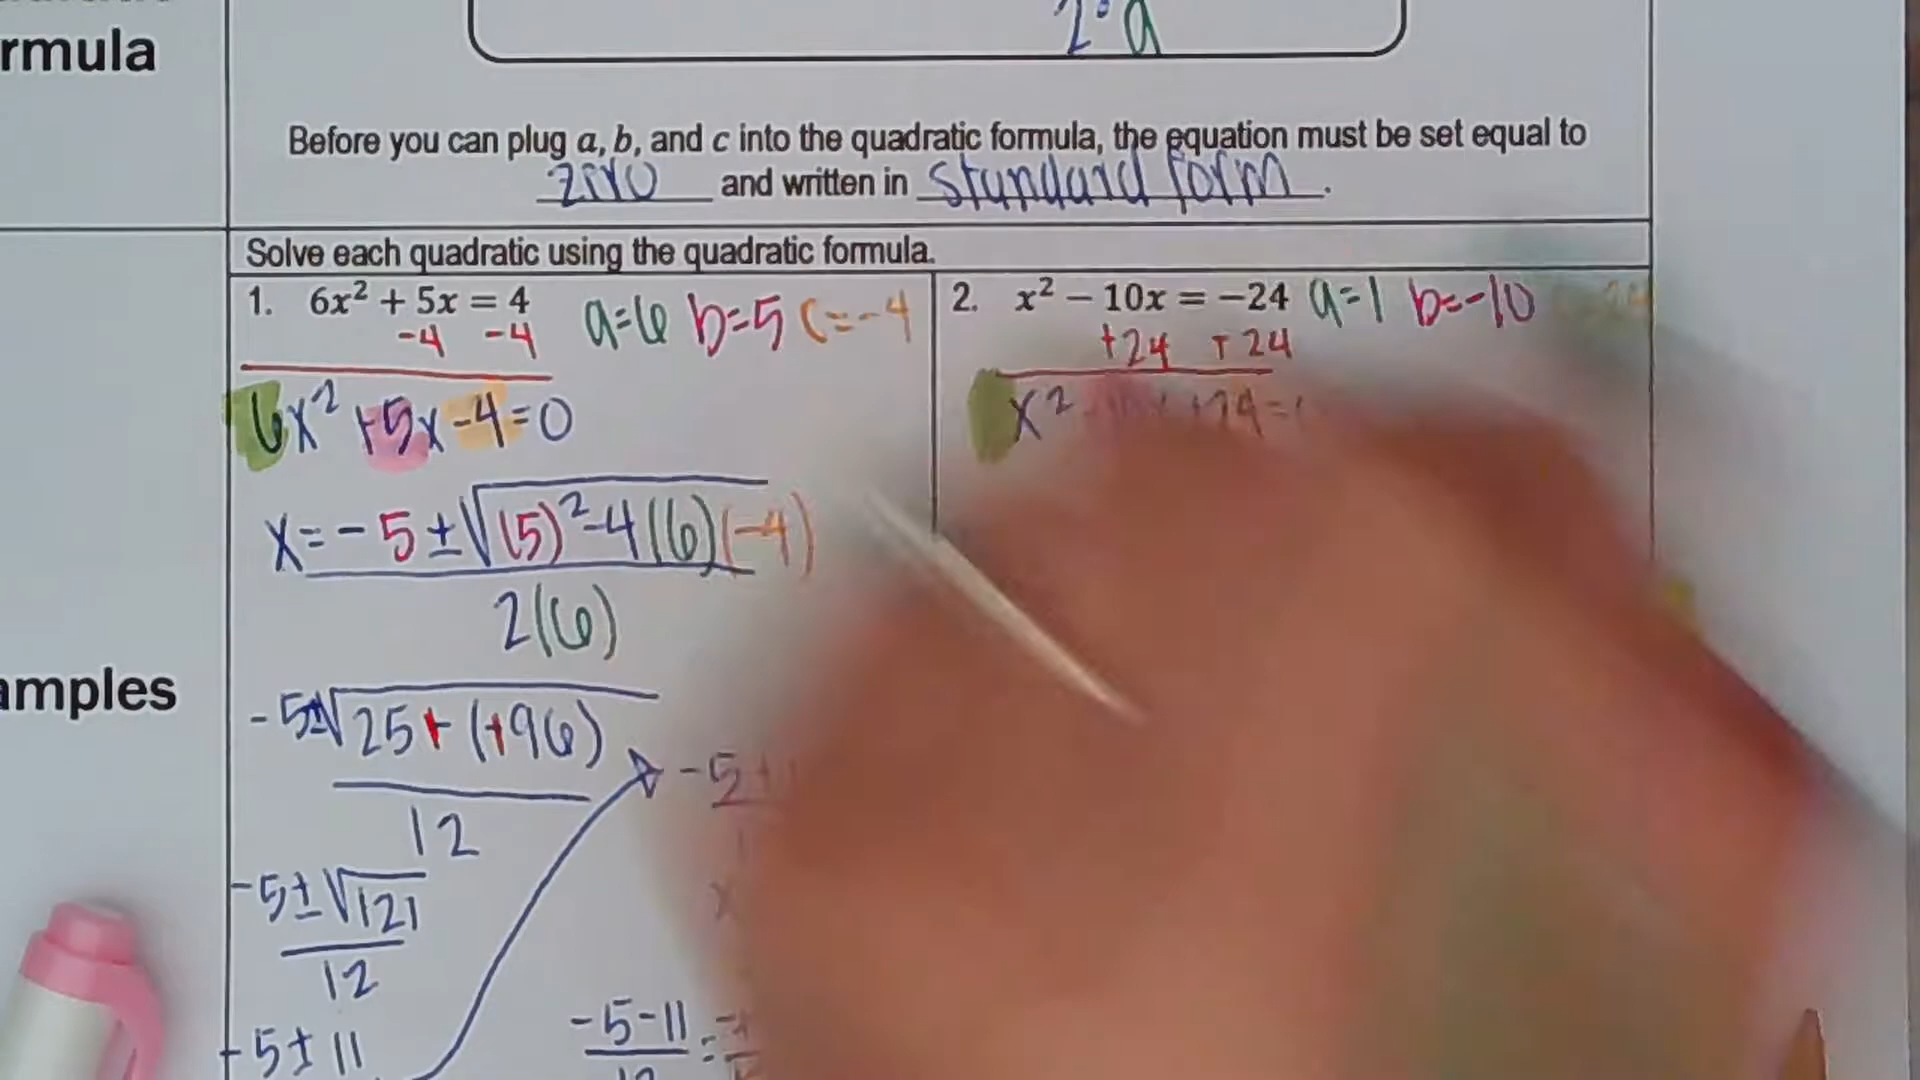 rmula
2·a
Before you can plug a, b, and c into the quadratic formula, the equation must be set equal to
zero and written in standard form.
Solve each quadratic using the quadratic formula.
1. 6x² + 5x = 4 a=6 b=5 c=-4
-4 -4
6x² +5x-4=0
x=-5±√(5)²-4(6)(-4)
2(6)
-5±√25+(+96)
12
-5±√121
12
-5±11
-5-11 =
2. x² – 10x = –24 a=1 b=-10
+24 +24
x²
amples